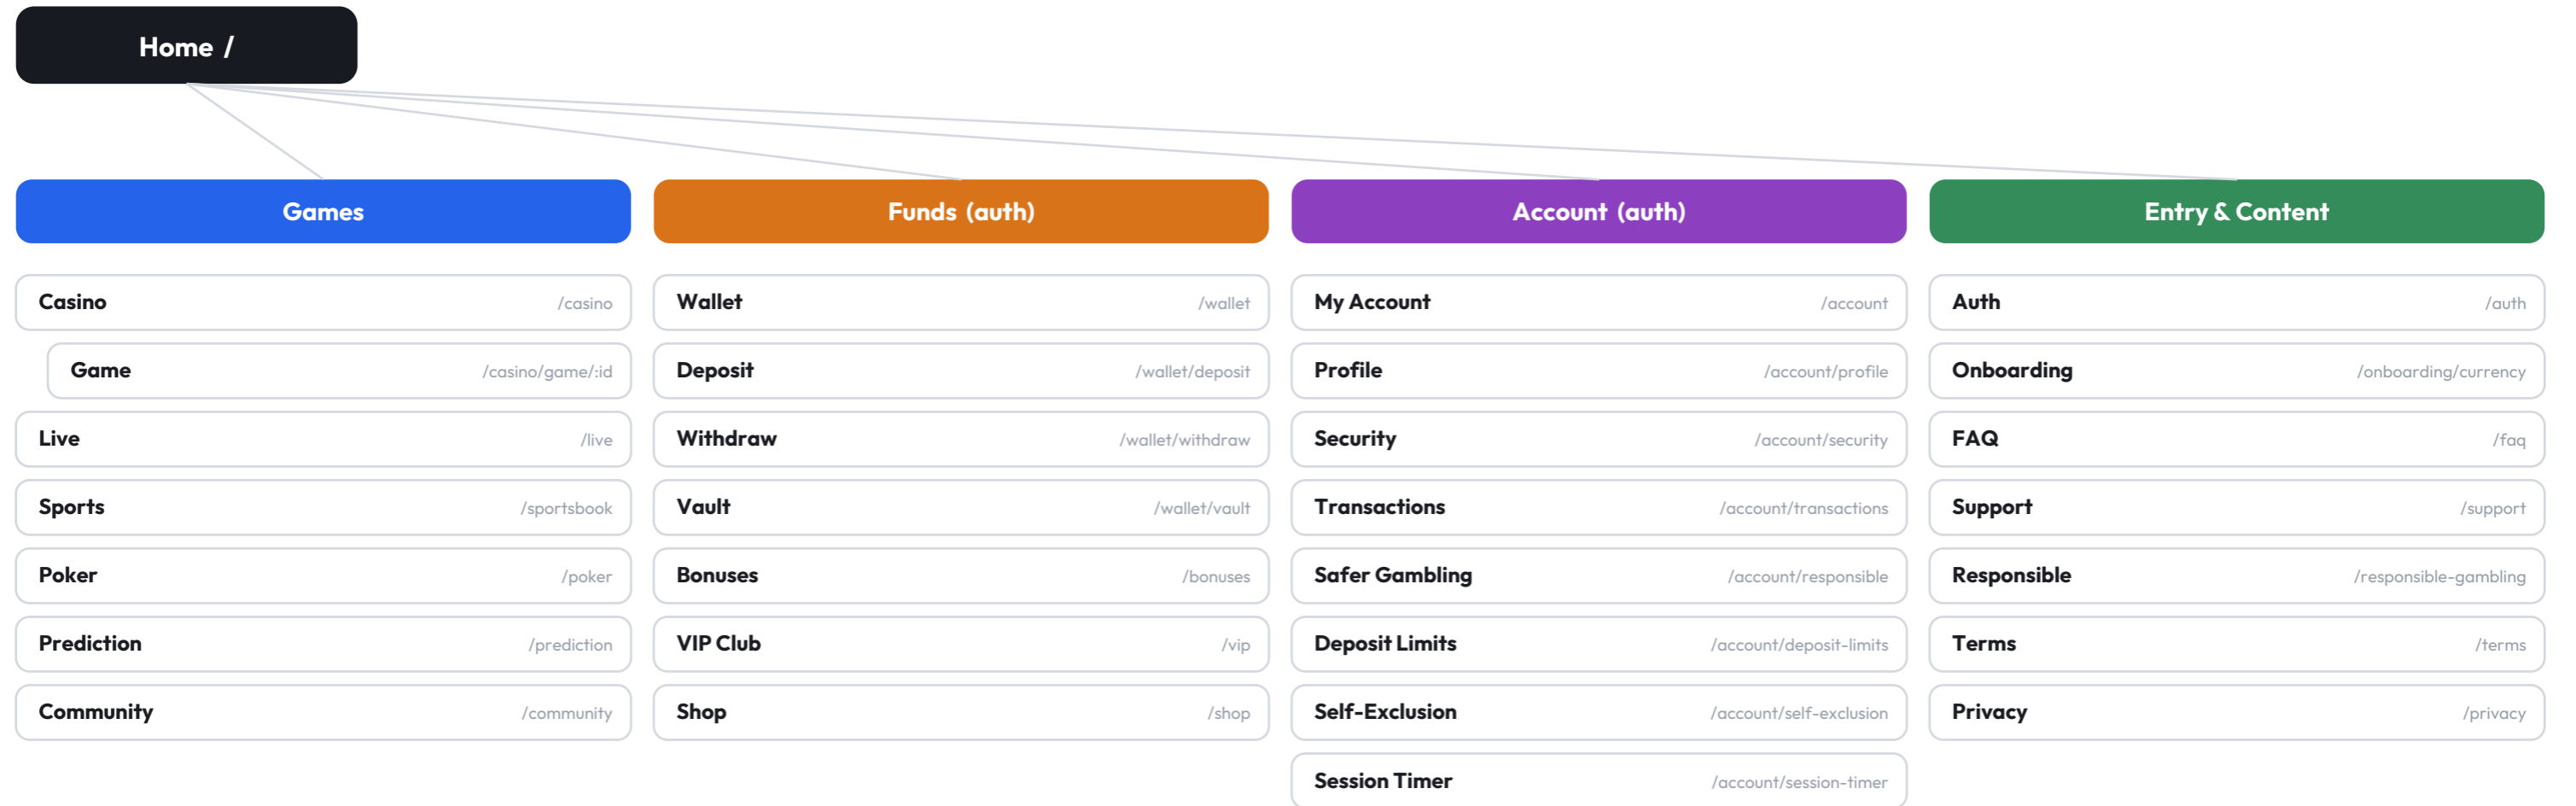 Home /
Games
Funds (auth)
Account (auth)
Entry & Content
Casino /casino
Game /casino/game/:id
Live /live
Sports /sportsbook
Poker /poker
Prediction /prediction
Community /community
Wallet /wallet
Deposit /wallet/deposit
Withdraw /wallet/withdraw
Vault /wallet/vault
Bonuses /bonuses
VIP Club /vip
Shop /shop
My Account /account
Profile /account/profile
Security /account/security
Transactions /account/transactions
Safer Gambling /account/responsible
Deposit Limits /account/deposit-limits
Self-Exclusion /account/self-exclusion
Session Timer /account/session-timer
Auth /auth
Onboarding /onboarding/currency
FAQ /faq
Support /support
Responsible /responsible-gambling
Terms /terms
Privacy /privacy